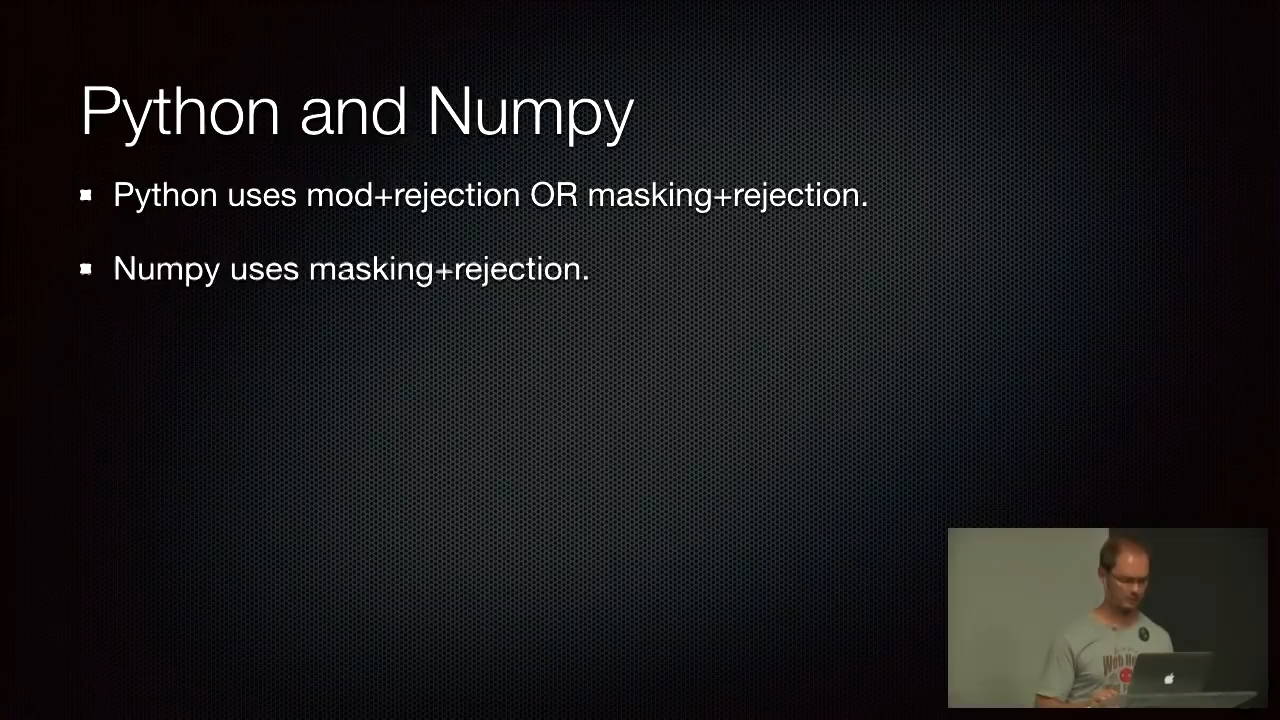 Python and Numpy
Python uses mod+rejection OR masking+rejection.
Numpy uses masking+rejection.